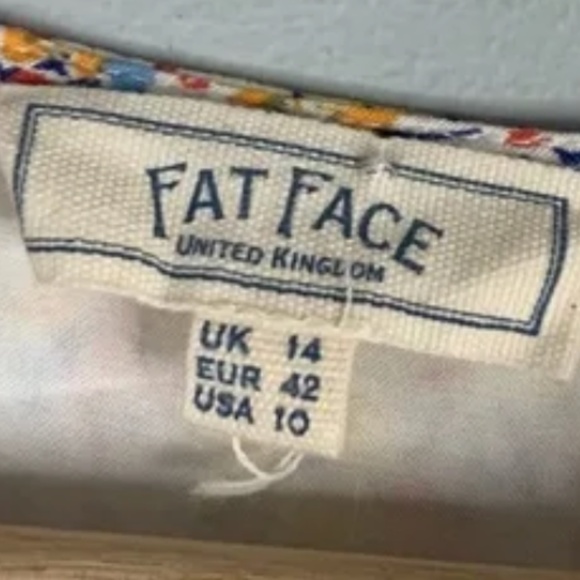 FAT FACE
UNITED KINGDOM
UK 14
EUR 42
USA 10